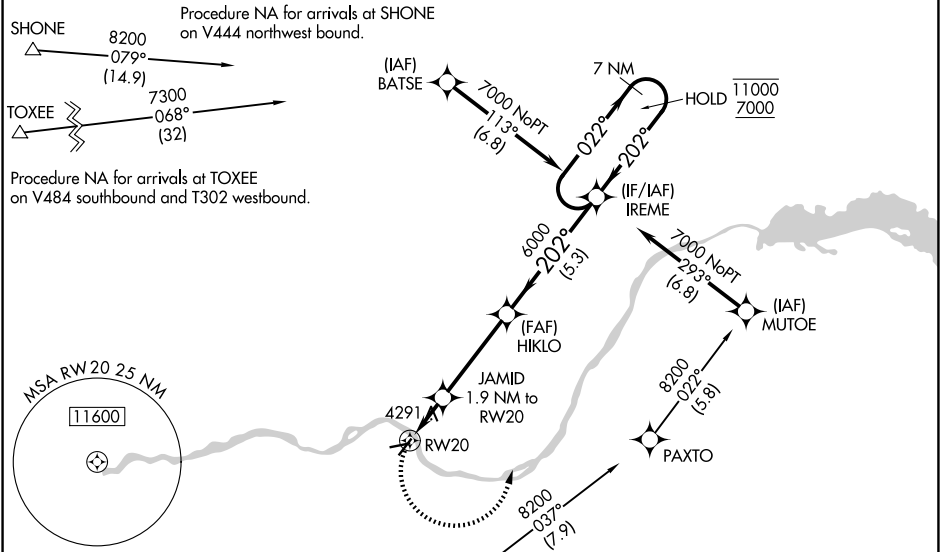 Procedure NA for arrivals at SHONE
on V444 northwest bound.
SHONE
8200
079°
(14.9)
TOXEE
7300
068°
(32)
Procedure NA for arrivals at TOXEE
on V484 southbound and T302 westbound.
(IAF)
BATSE
7000 NoPT
113°
(6.8)
7 NM
022°
202°
HOLD
11000
7000
(IF/IAF)
IREME
6000
202°
(5.3)
7000 NoPT
293°
(6.8)
(IAF)
MUTOE
(FAF)
HIKLO
JAMID
1.9 NM to
RW20
4291
RW20
8200
022°
(5.8)
PAXTO
8200
037°
(7.9)
MSA RW20 25 NM
11600